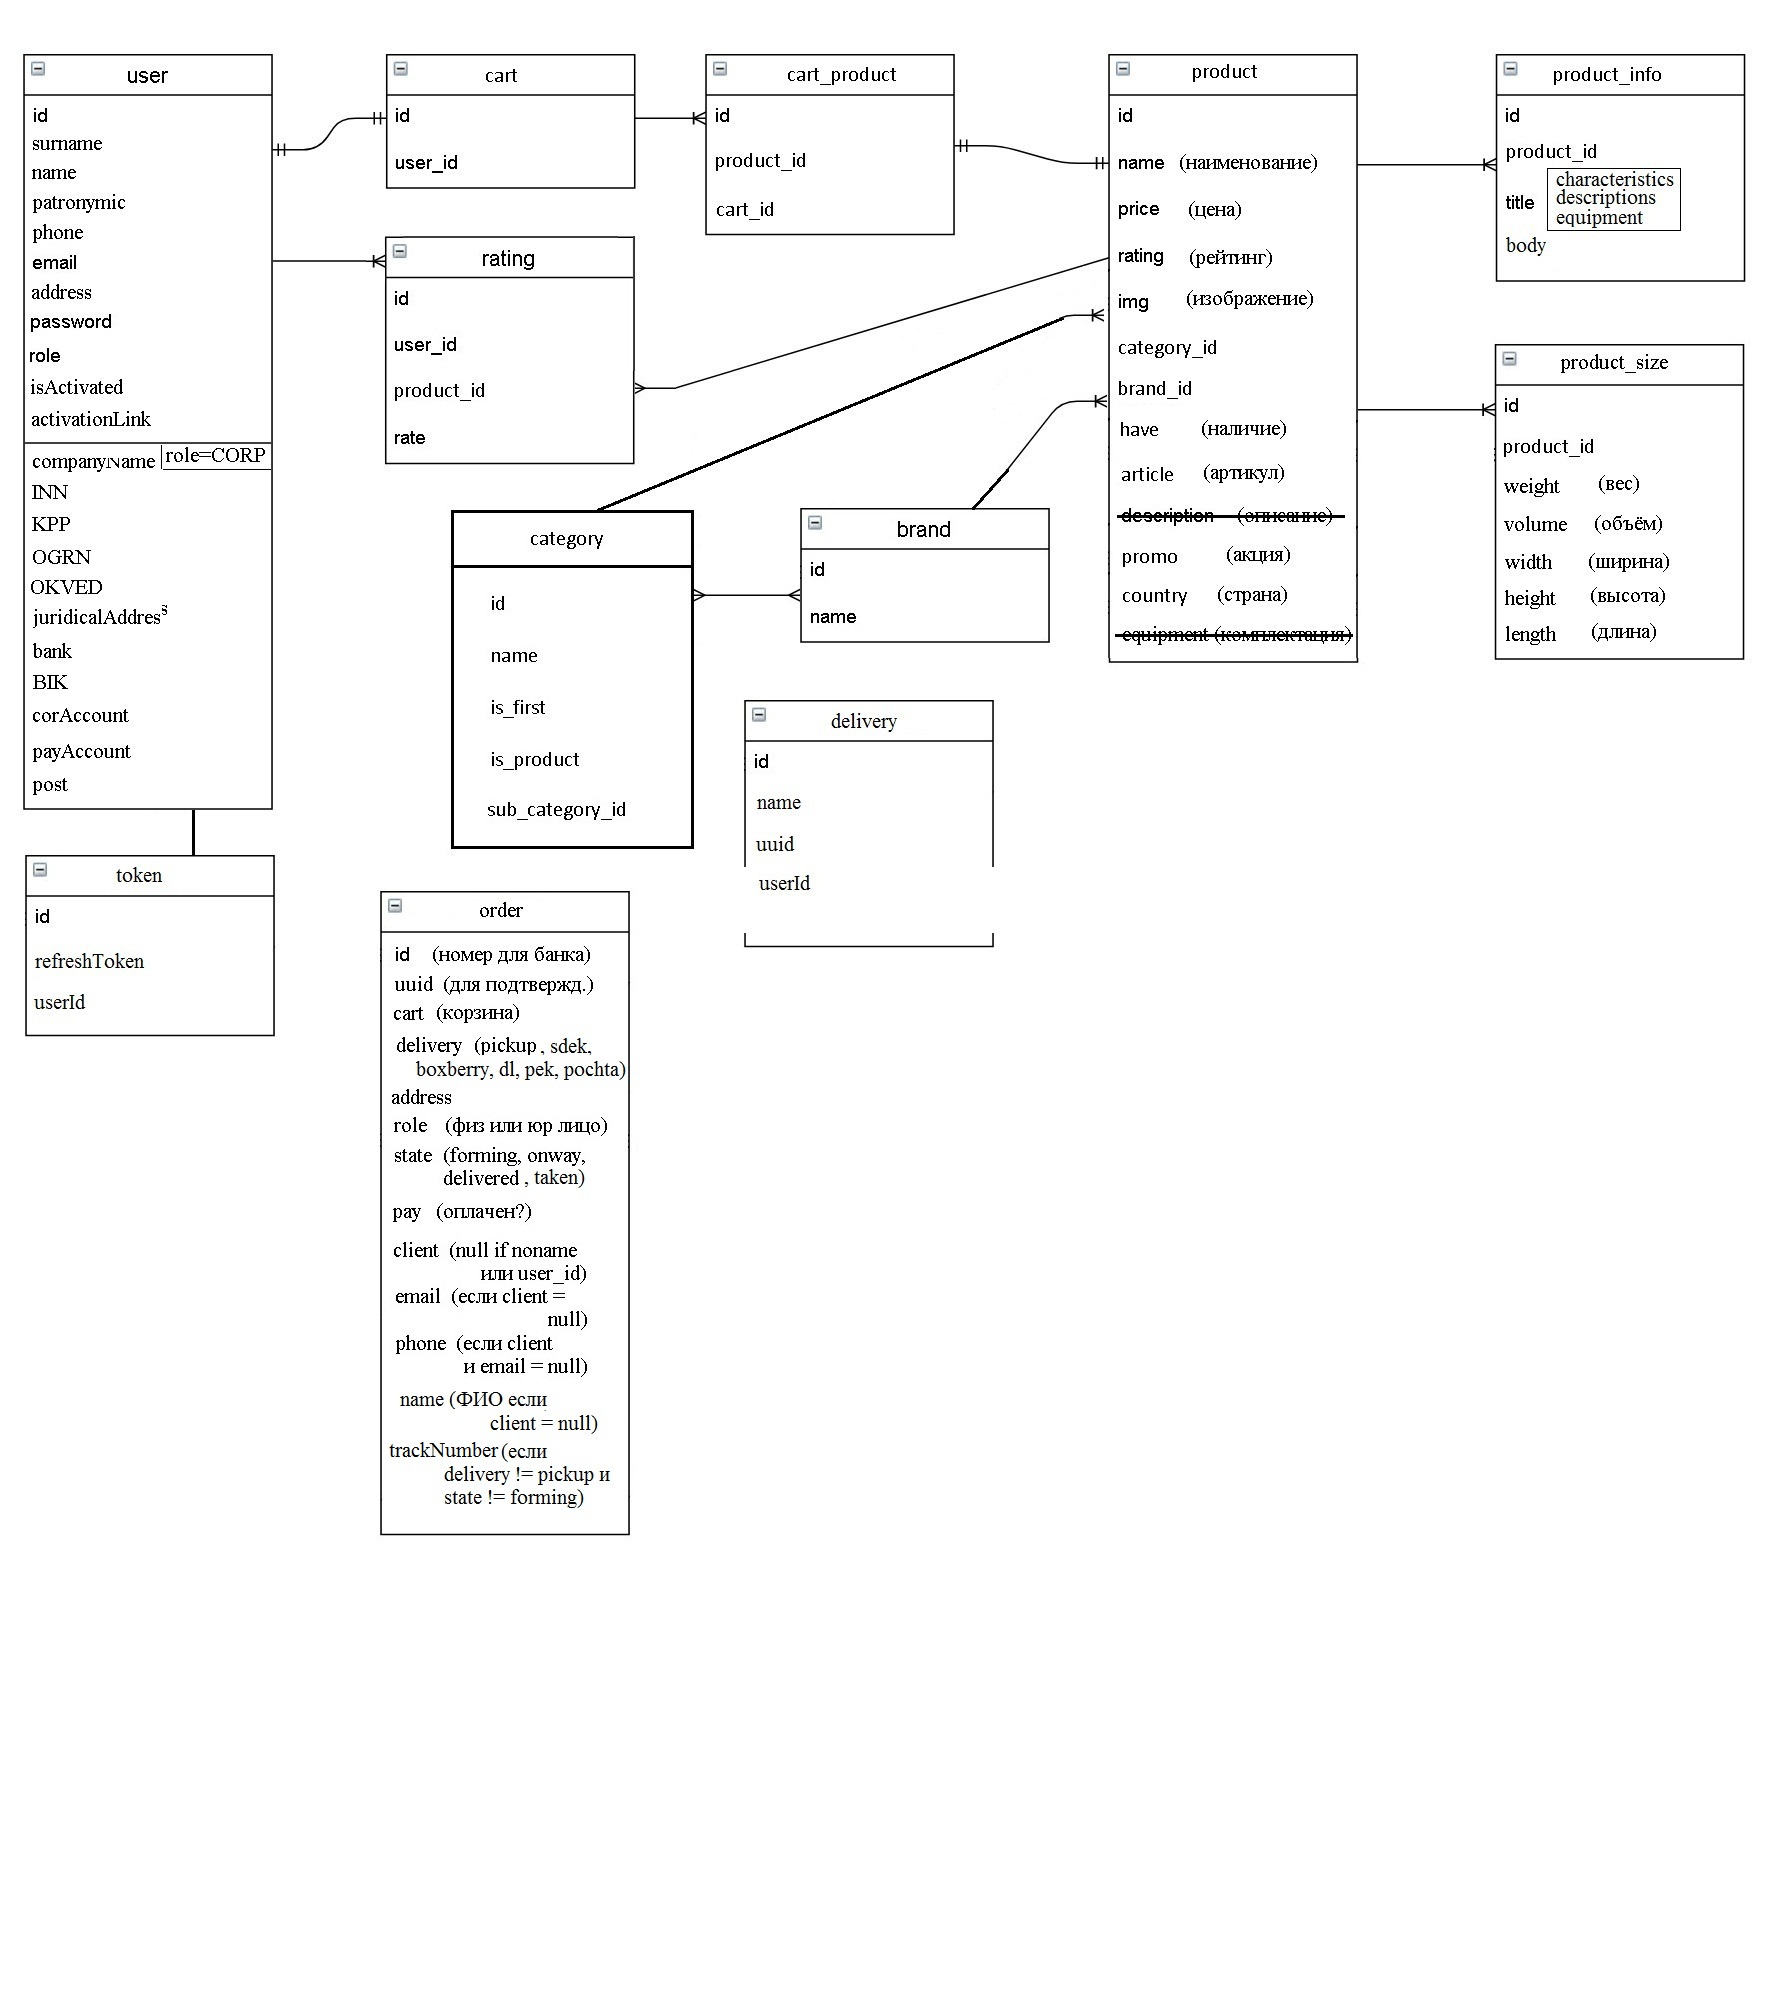 user
id
surname
name
patronymic
phone
email
address
password
role
isActivated
activationLink
companyName role=CORP
INN
KPP
OGRN
OKVED
juridicalAddress
bank
BIK
corAccount
payAccount
post
token
id
refreshToken
userId
cart
id
user_id
rating
id
user_id
product_id
rate
cart_product
id
product_id
cart_id
category
id
name
is_first
is_product
sub_category_id
brand
id
name
delivery
id
name
uuid
userId
order
id (номер для банка)
uuid (для подтвержд.)
cart (корзина)
delivery (pickup, sdek,
boxberry, dl, pek, pochta)
address
role (физ или юр лицо)
state (forming, onway,
delivered, taken)
pay (оплачен?)
client (null if noname
или user_id)
email (если client =
null)
phone (если client
и email = null)
name (ФИО если
client = null)
trackNumber (если
delivery != pickup и
state != forming)
product
id
name (наименование)
price (цена)
rating (рейтинг)
img (изображение)
category_id
brand_id
have (наличие)
article (артикул)
description (описание)
promo (акция)
country (страна)
equipment (комплектация)
product_info
id
product_id
title characteristics
descriptions
equipment
body
product_size
id
product_id
weight (вес)
volume (объём)
width (ширина)
height (высота)
length (длина)